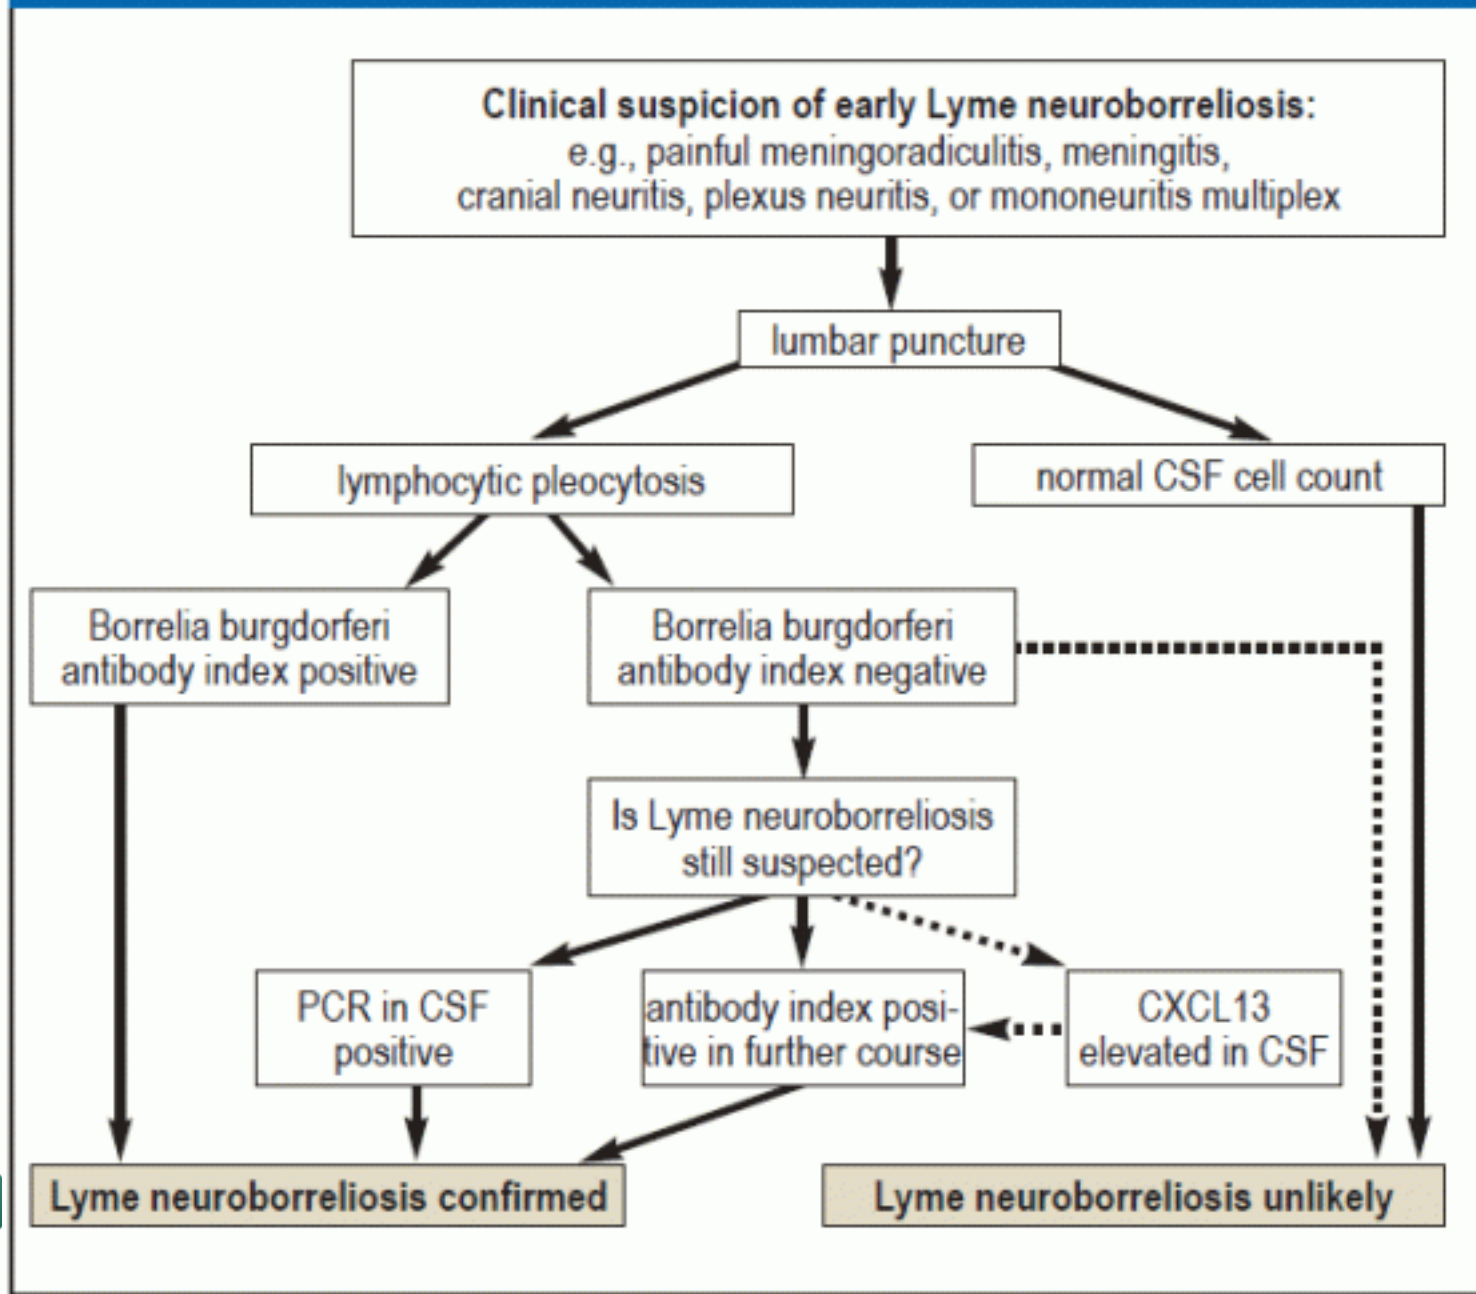 Clinical suspicion of early Lyme neuroborreliosis:
e.g., painful meningoradiculitis, meningitis,
cranial neuritis, plexus neuritis, or mononeuritis multiplex
lumbar puncture
lymphocytic pleocytosis
normal CSF cell count
Borrelia burgdorferi
antibody index positive
Borrelia burgdorferi
antibody index negative
Is Lyme neuroborreliosis
still suspected?
PCR in CSF
positive
antibody index posi-
tive in further course
CXCL13
elevated in CSF
Lyme neuroborreliosis confirmed
Lyme neuroborreliosis unlikely